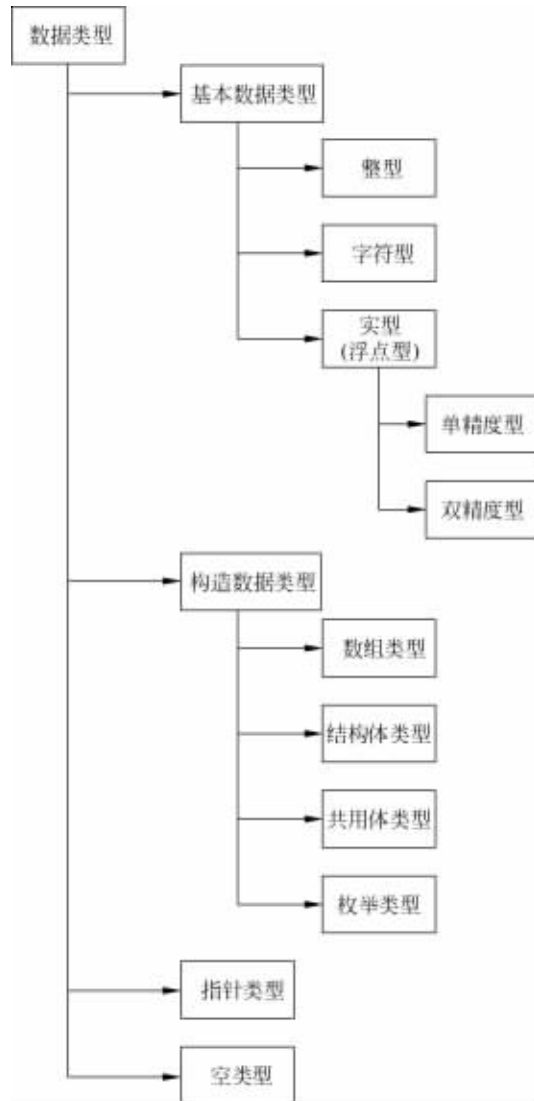 数据类型
基本数据类型
整型
字符型
实型
(浮点型)
单精度型
双精度型
构造数据类型
数组类型
结构体类型
共用体类型
枚举类型
指针类型
空类型